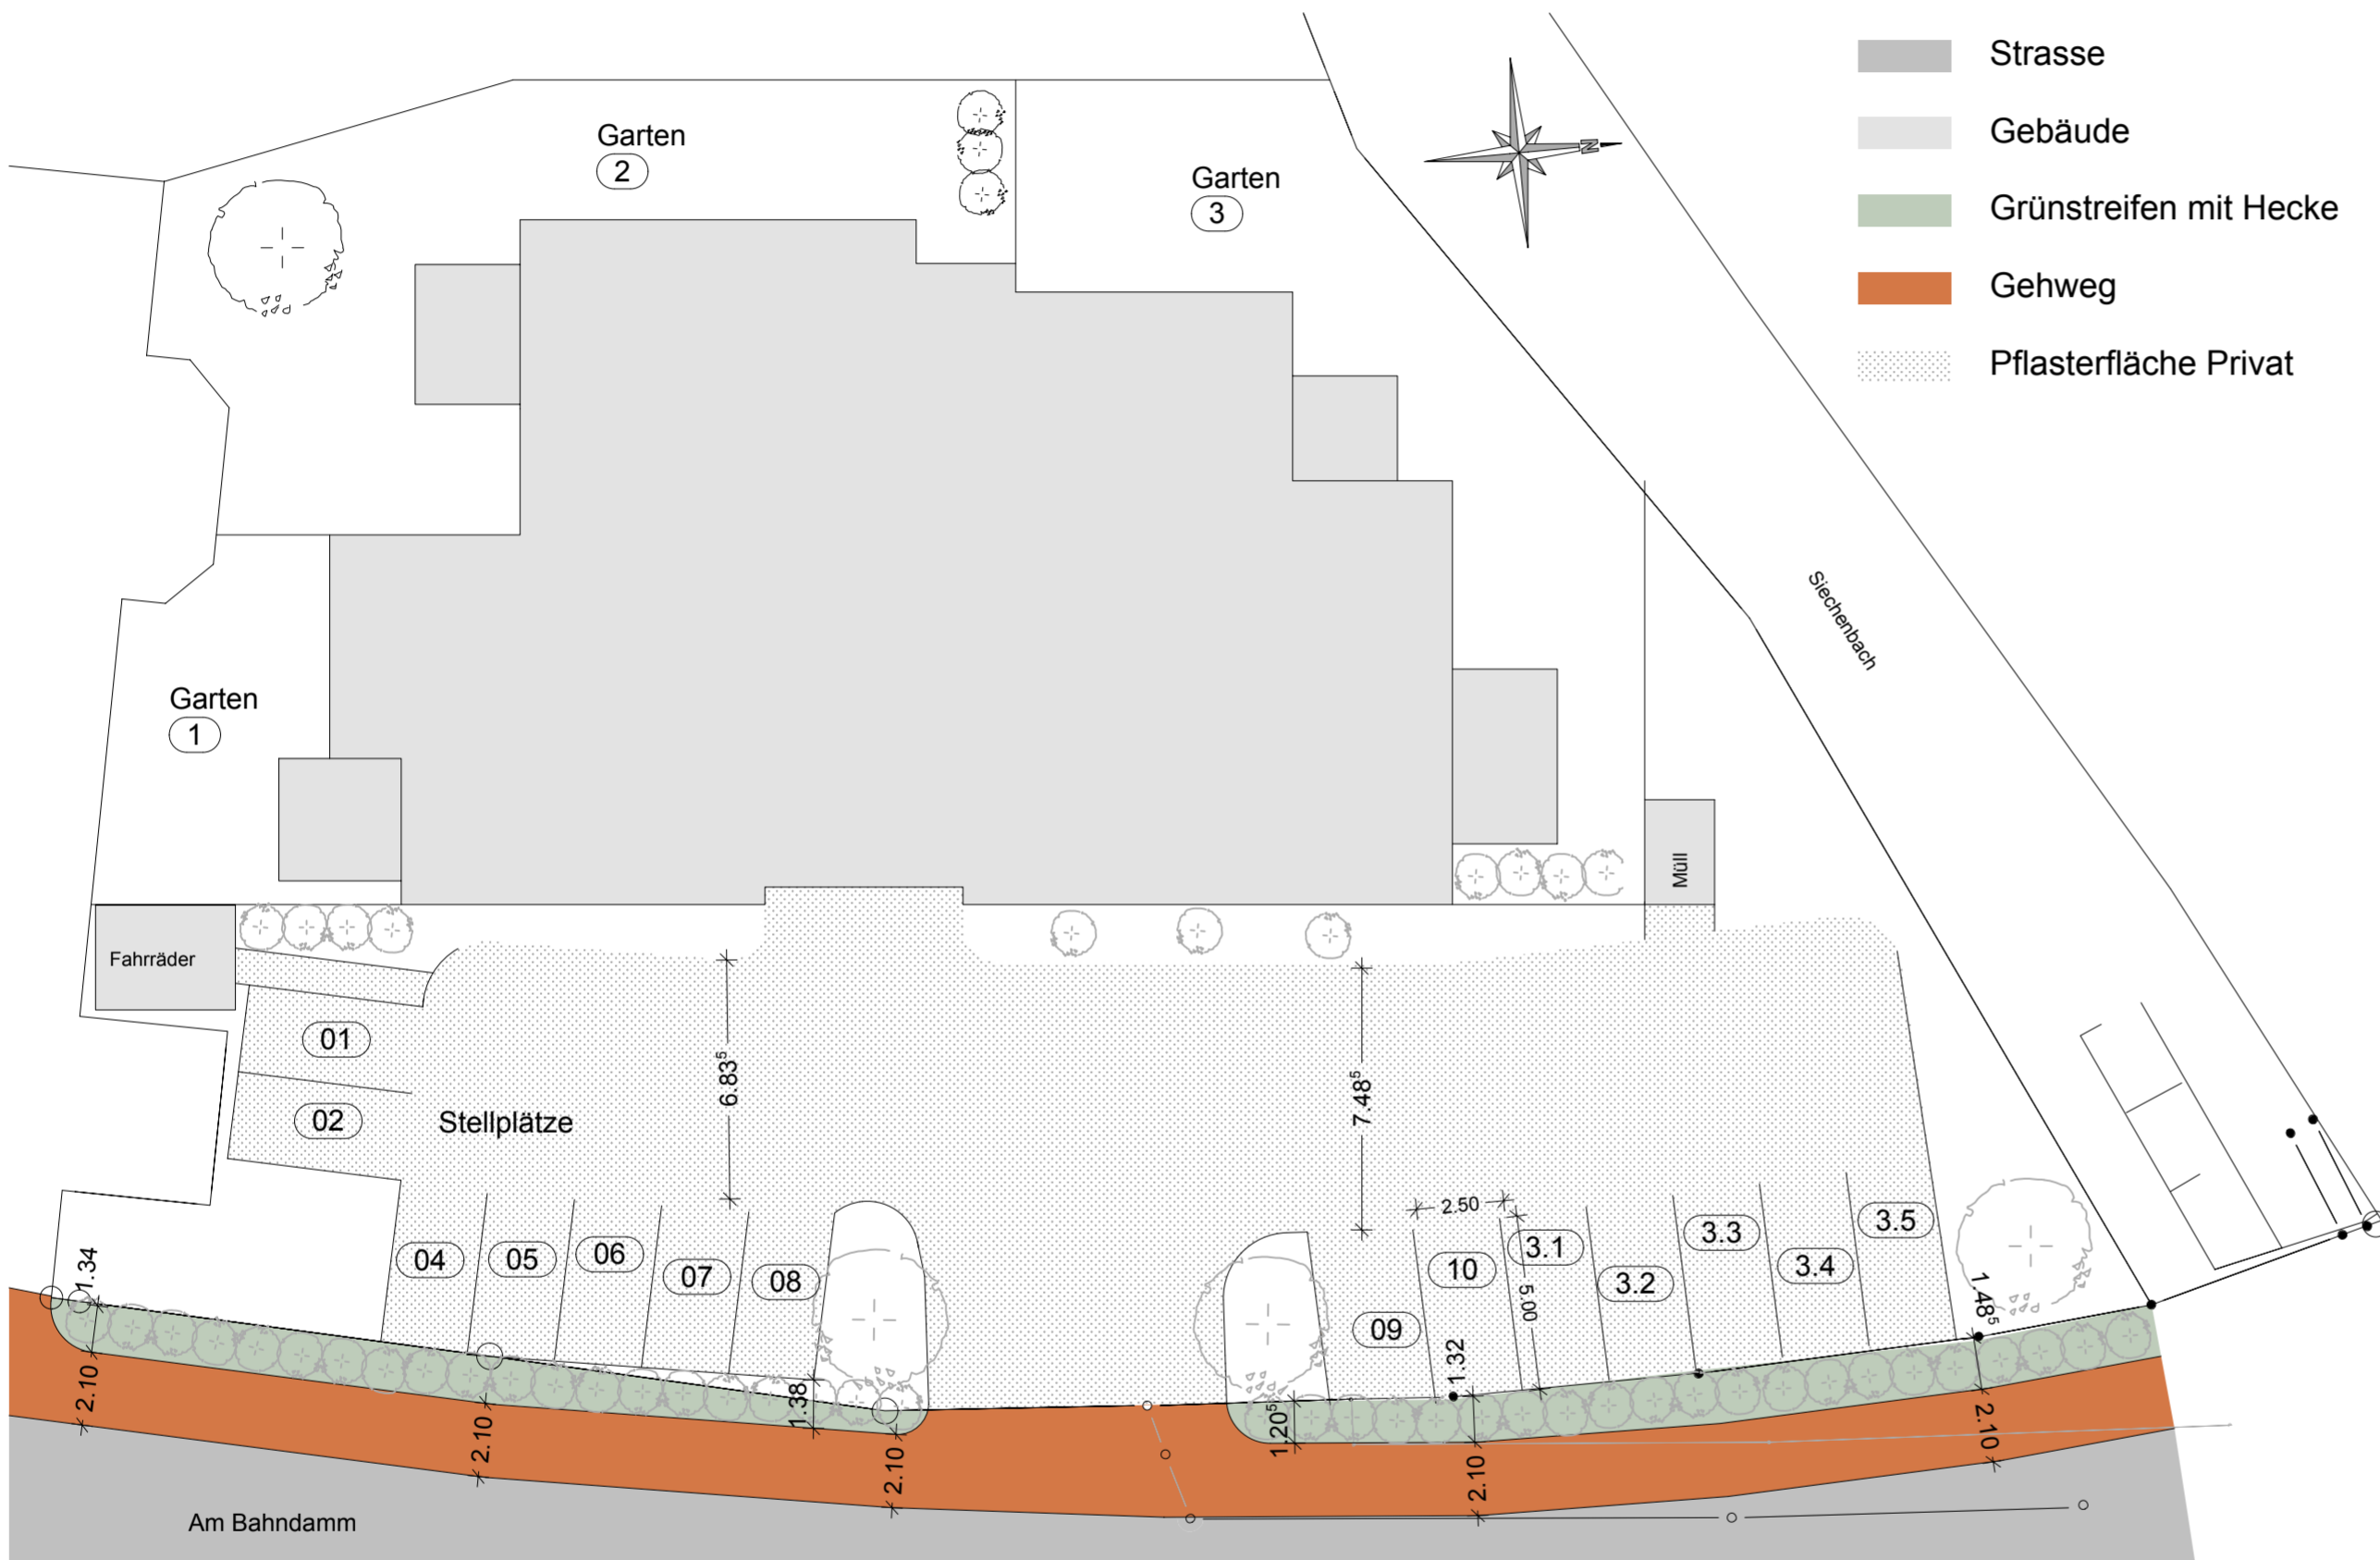 Strasse
Gebäude
Grünstreifen mit Hecke
Gehweg
Pflasterfläche Privat
N
Garten
2
Garten
3
Siechenbach
Garten
1
Müll
Fahrräder
01
02
Stellplätze
6.83⁵
7.48⁵
2.50
5.00
04
05
06
07
08
09
10
3.1
3.2
3.3
3.4
3.5
1.34
1.38
1.20⁵
1.32
1.48⁵
2.10
2.10
2.10
2.10
2.10
Am Bahndamm